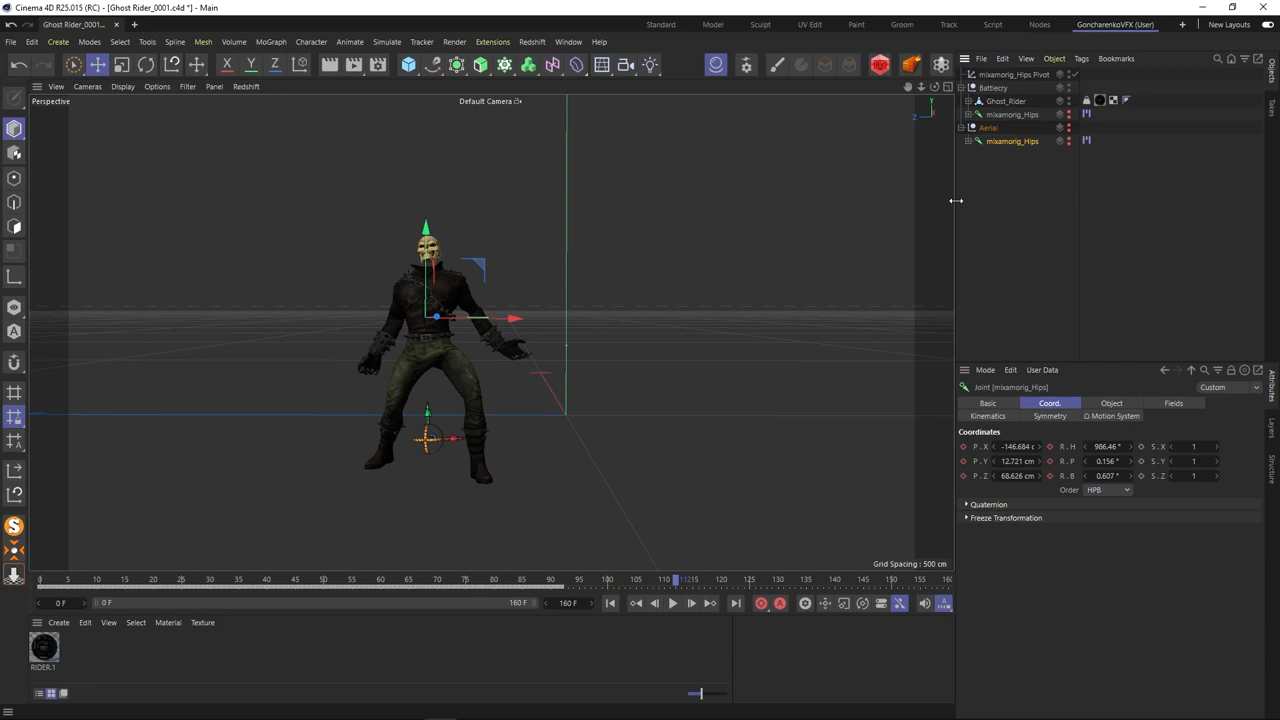 Cinema 4D R25.015 (RC) - [Ghost Rider_0001.c4d *] - Main
Ghost Rider_0001...
Standard Model Sculpt UV Edit Paint Groom Track Script Nodes GoncharenkoVFX (User) New Layouts
File Edit Create Modes Select Tools Spline Mesh Volume MoGraph Character Animate Simulate Tracker Render Extensions Redshift Window Help
X Y Z
File Edit View Object Tags Bookmarks
View Cameras Display Options Filter Panel Redshift
mixamorig_Hips Pivot
Battlecry
Ghost_Rider
mixamorig_Hips
Aerial
mixamorig_Hips
Perspective
Default Camera
Y
Z
X
Objects
Takes
Mode Edit User Data
Joint [mixamorig_Hips]
Custom
Basic Coord. Object Fields
Kinematics Symmetry Motion System
Coordinates
P . X -146.684 c R . H 986.46 ° S . X 1
P . Y 12.721 cm R . P 0.156 ° S . Y 1
P . Z 68.626 cm R . B 0.607 ° S . Z 1
Order HPB
Quaternion
Freeze Transformation
Attributes
Layers
Structure
Grid Spacing : 500 cm
0 5 10 15 20 25 30 35 40 45 50 55 60 65 70 75 80 85 90 95 100 105 110 112 120 125 130 135 140 145 150 155 160
0 F 0 F 160 F 160 F
Create Edit View Select Material Texture
RIDER.1